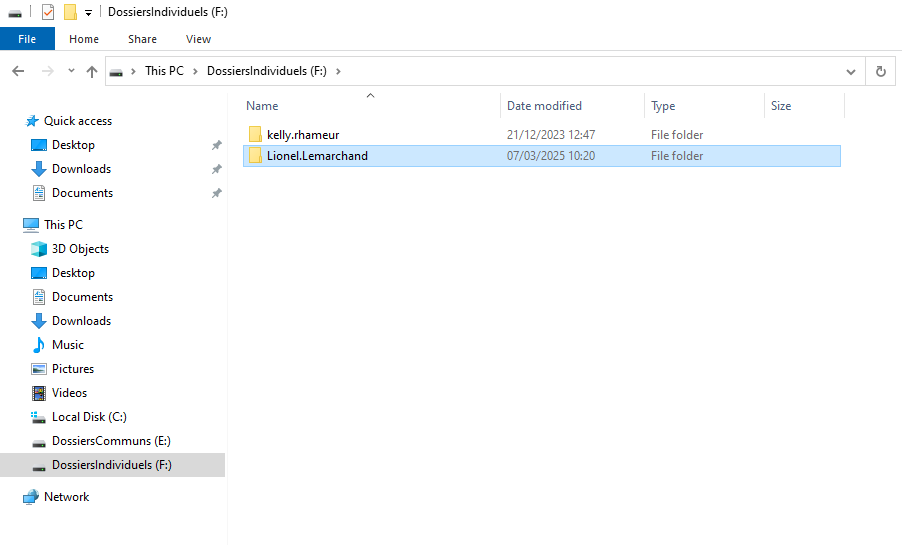 DossiersIndividuels (F:)
File Home Share View
This PC DossiersIndividuels (F:)
Name Date modified Type Size
Quick access
Desktop
Downloads
Documents
This PC
3D Objects
Desktop
Documents
Downloads
Music
Pictures
Videos
Local Disk (C:)
DossiersCommuns (E:)
DossiersIndividuels (F:)
Network
kelly.rhameur 21/12/2023 12:47 File folder
Lionel.Lemarchand 07/03/2025 10:20 File folder